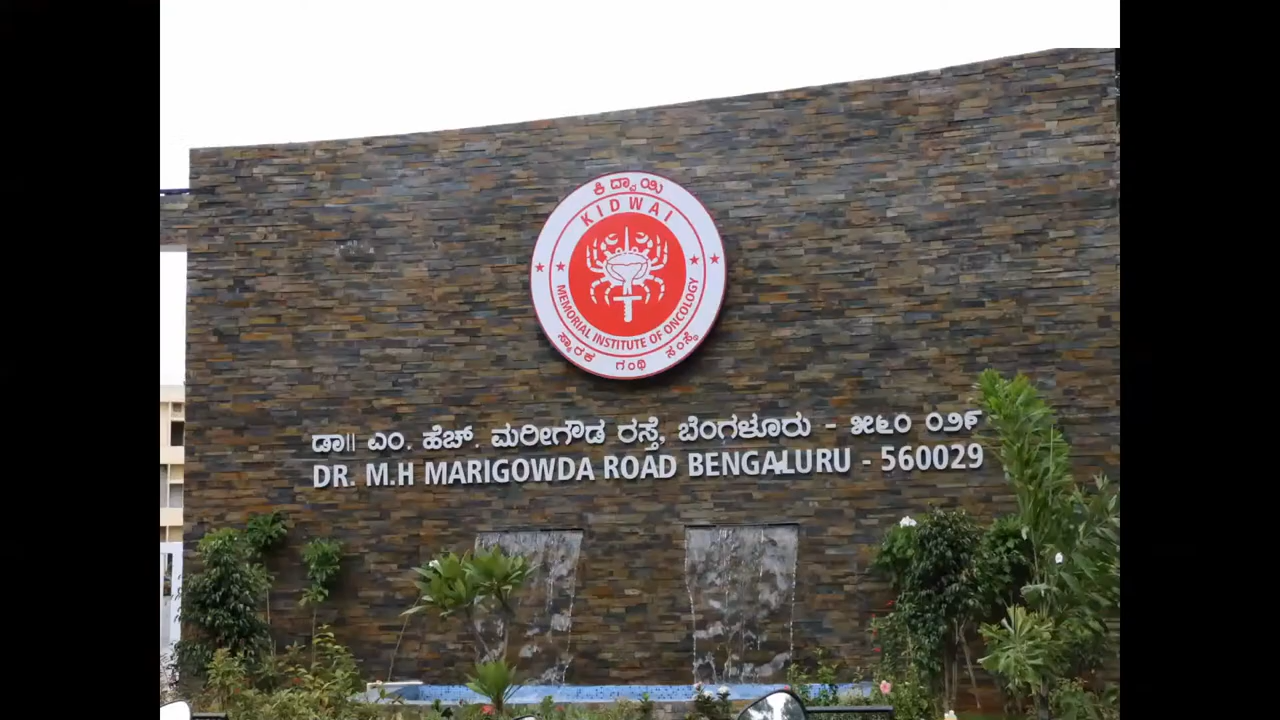 ಕಿದ್ವಾಯಿ
KIDWAI
MEMORIAL INSTITUTE OF ONCOLOGY
ಸ್ಮಾರಕ ಗಂಥಿ ಸಂಸ್ಥೆ
ಡಾ|| ಎಂ. ಹೆಚ್. ಮರೀಗೌಡ ರಸ್ತೆ, ಬೆಂಗಳೂರು - ೫೬೦ ೦೨೯
DR. M.H MARIGOWDA ROAD BENGALURU - 560029